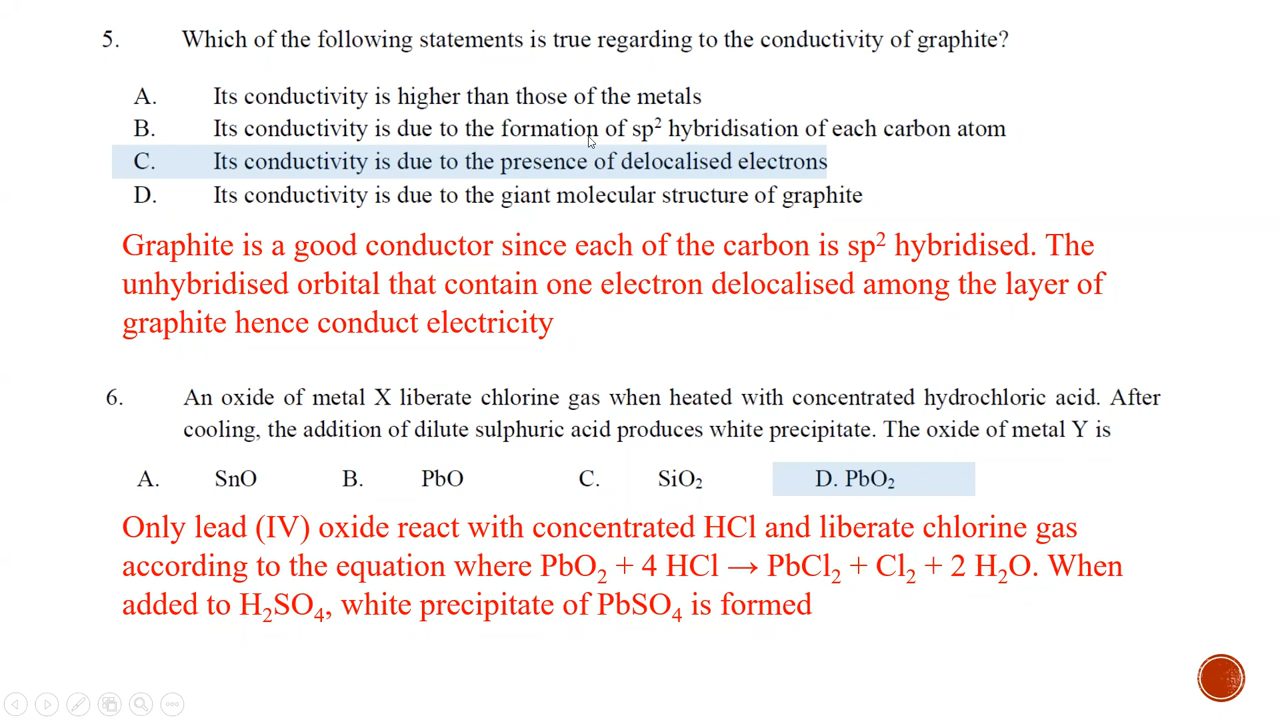 5. Which of the following statements is true regarding to the conductivity of graphite?
A. Its conductivity is higher than those of the metals
B. Its conductivity is due to the formation of sp² hybridisation of each carbon atom
C. Its conductivity is due to the presence of delocalised electrons
D. Its conductivity is due to the giant molecular structure of graphite
Graphite is a good conductor since each of the carbon is sp² hybridised. The
unhybridised orbital that contain one electron delocalised among the layer of
graphite hence conduct electricity
6. An oxide of metal X liberate chlorine gas when heated with concentrated hydrochloric acid. After
cooling, the addition of dilute sulphuric acid produces white precipitate. The oxide of metal Y is
A. SnO B. PbO C. SiO₂ D. PbO₂
Only lead (IV) oxide react with concentrated HCl and liberate chlorine gas
according to the equation where PbO₂ + 4 HCl → PbCl₂ + Cl₂ + 2 H₂O. When
added to H₂SO₄, white precipitate of PbSO₄ is formed